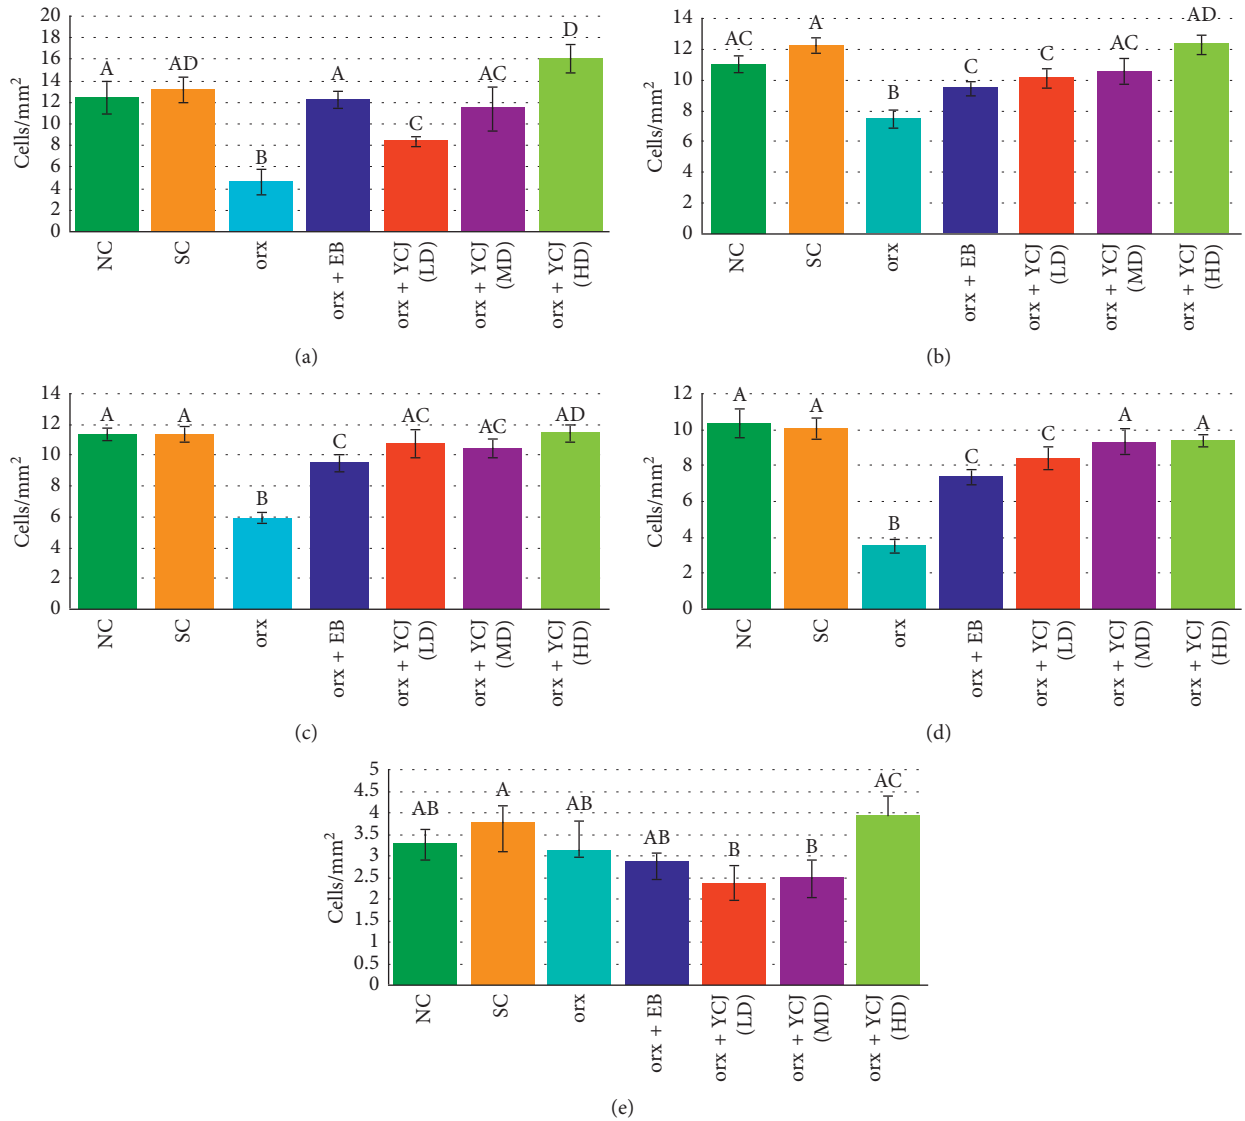 20
18
16
14
12
10
8
6
4
2
0
Cells/mm²
A
AD
B
A
C
AC
D
NC
SC
orx
orx + EB
orx + YCJ
(LD)
orx + YCJ
(MD)
orx + YCJ
(HD)
(a)
14
12
10
8
6
4
2
0
Cells/mm²
AC
A
B
C
C
AC
AD
NC
SC
orx
orx + EB
orx + YCJ
(LD)
orx + YCJ
(MD)
orx + YCJ
(HD)
(b)
14
12
10
8
6
4
2
0
Cells/mm²
A
A
B
C
AC
AC
AD
NC
SC
orx
orx + EB
orx + YCJ
(LD)
orx + YCJ
(MD)
orx + YCJ
(HD)
(c)
12
10
8
6
4
2
0
Cells/mm²
A
A
B
C
C
A
A
NC
SC
orx
orx + EB
orx + YCJ
(LD)
orx + YCJ
(MD)
orx + YCJ
(HD)
(d)
5
4.5
4
3.5
3
2.5
2
1.5
1
0.5
0
Cells/mm²
AB
A
AB
AB
B
B
AC
NC
SC
orx
orx + EB
orx + YCJ
(LD)
orx + YCJ
(MD)
orx + YCJ
(HD)
(e)